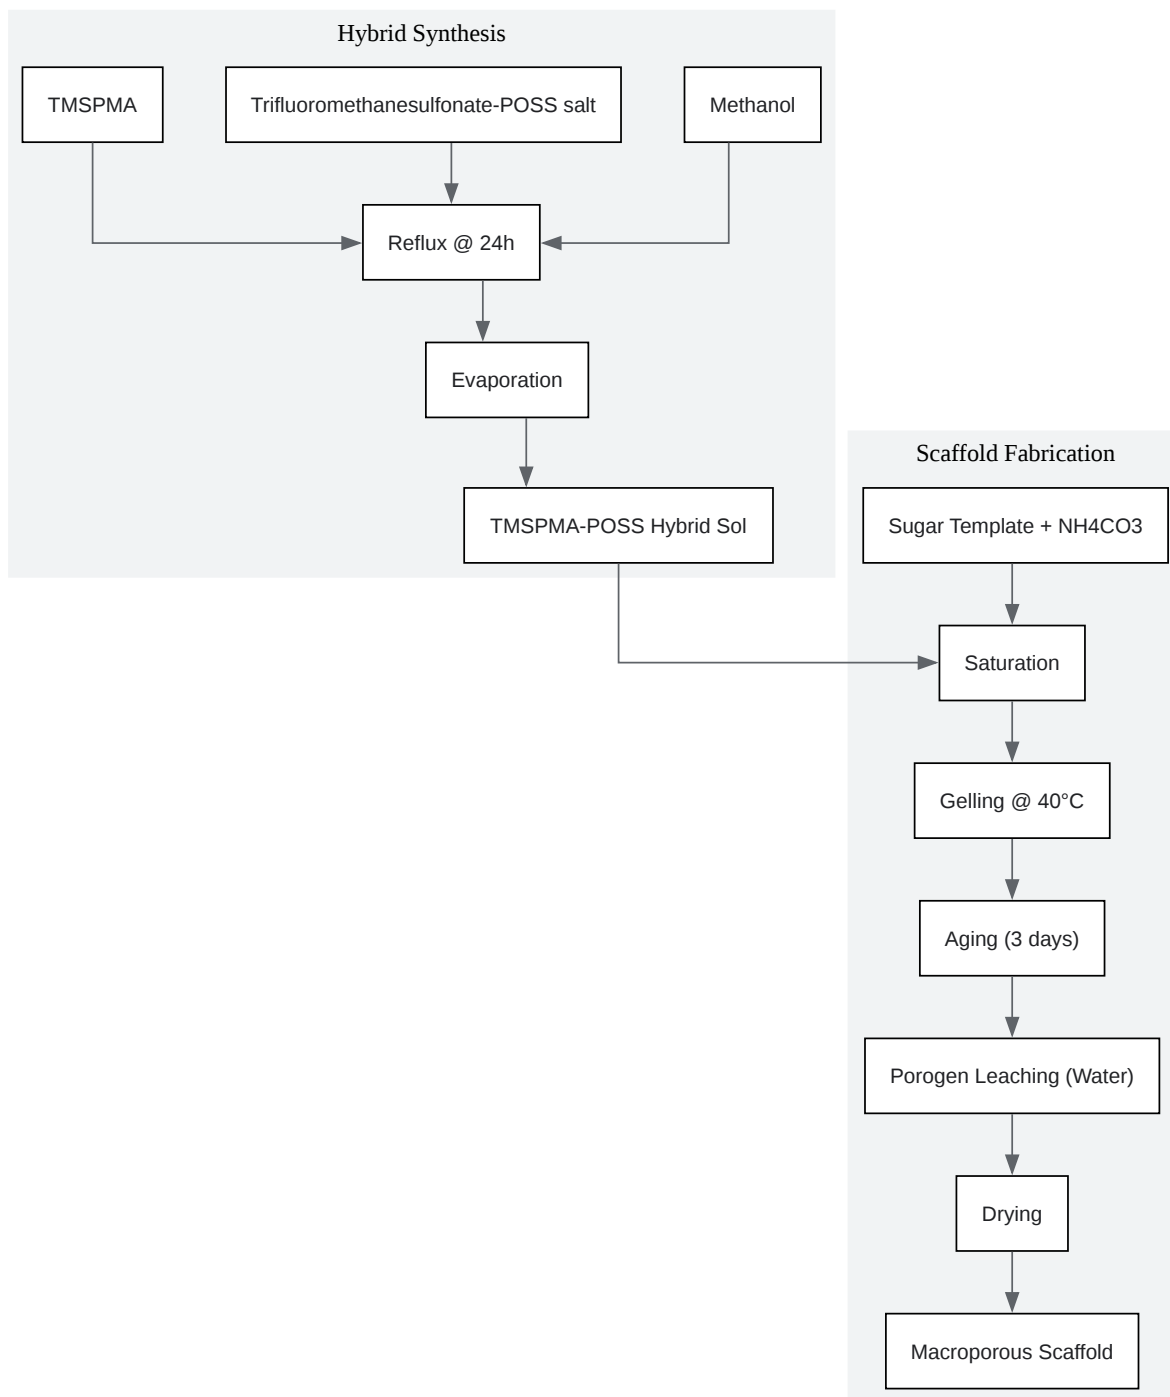 Hybrid Synthesis
TMSPMA
Trifluoromethanesulfonate-POSS salt
Methanol
Reflux @ 24h
Evaporation
TMSPMA-POSS Hybrid Sol
Scaffold Fabrication
Sugar Template + NH4CO3
Saturation
Gelling @ 40°C
Aging (3 days)
Porogen Leaching (Water)
Drying
Macroporous Scaffold